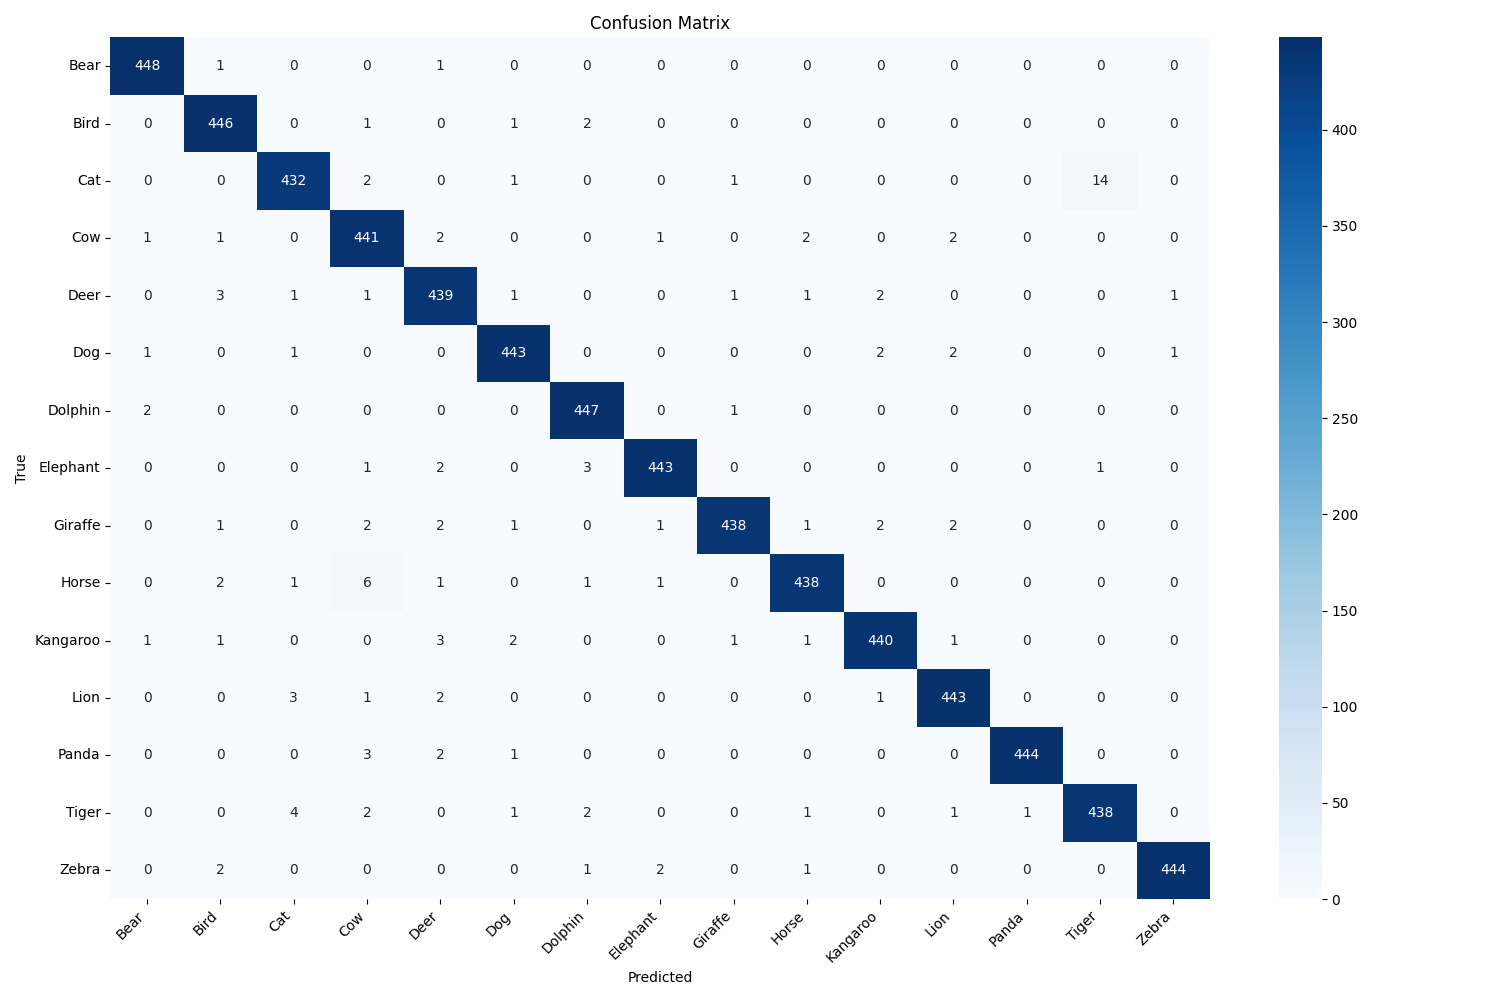 Confusion Matrix
Bear 448 1 0 0 1 0 0 0 0 0 0 0 0 0 0
Bird 0 446 0 1 0 1 2 0 0 0 0 0 0 0 0
Cat 0 0 432 2 0 1 0 0 1 0 0 0 0 14 0
Cow 1 1 0 441 2 0 0 1 0 2 0 2 0 0 0
Deer 0 3 1 1 439 1 0 0 1 1 2 0 0 0 1
Dog 1 0 1 0 0 443 0 0 0 0 2 2 0 0 1
Dolphin 2 0 0 0 0 0 447 0 1 0 0 0 0 0 0
Elephant 0 0 0 1 2 0 3 443 0 0 0 0 0 1 0
Giraffe 0 1 0 2 2 1 0 1 438 1 2 2 0 0 0
Horse 0 2 1 6 1 0 1 1 0 438 0 0 0 0 0
Kangaroo 1 1 0 0 3 2 0 0 1 1 440 1 0 0 0
Lion 0 0 3 1 2 0 0 0 0 0 1 443 0 0 0
Panda 0 0 0 3 2 1 0 0 0 0 0 0 444 0 0
Tiger 0 0 4 2 0 1 2 0 0 1 0 1 1 438 0
Zebra 0 2 0 0 0 0 1 2 0 1 0 0 0 0 444
Bear Bird Cat Cow Deer Dog Dolphin Elephant Giraffe Horse Kangaroo Lion Panda Tiger Zebra
Predicted
True
400
350
300
250
200
150
100
50
0